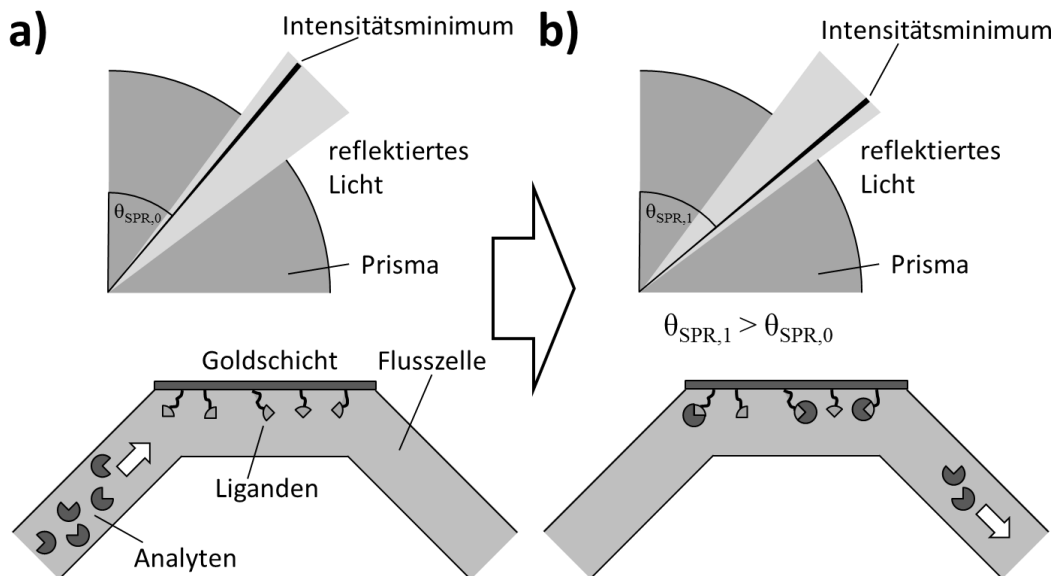 a)
Intensitätsminimum
reflektiertes
Licht
θSPR,0
Prisma
Goldschicht
Flusszelle
Liganden
Analyten
b)
Intensitätsminimum
reflektiertes
Licht
θSPR,1
Prisma
θSPR,1 > θSPR,0